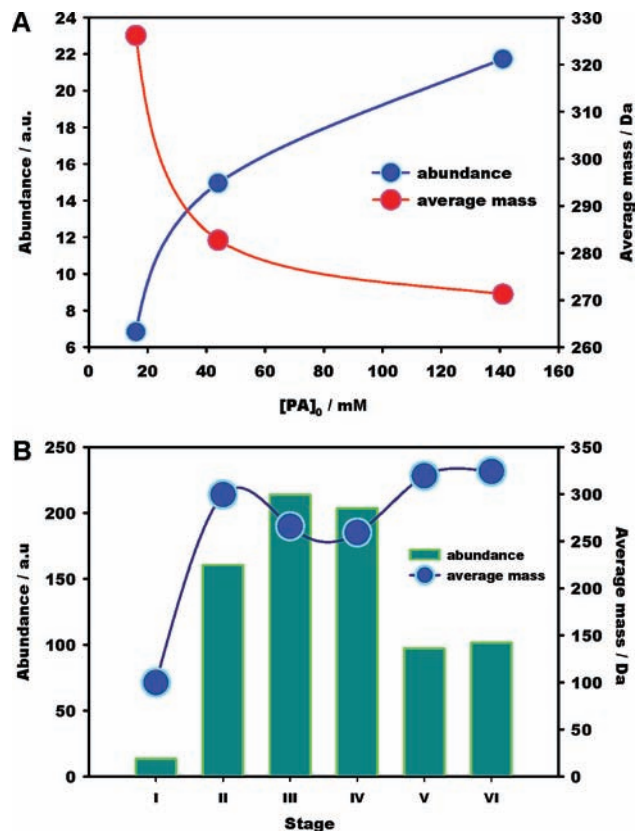 A
24
22
20
18
16
14
12
10
8
6
Abundance / a.u.
330
320
310
300
290
280
270
260
Average mass / Da
abundance
average mass
0 20 40 60 80 100 120 140 160
[PA]0 / mM
B
250
200
150
100
50
0
Abundance / a.u
350
300
250
200
150
100
50
0
Average mass / Da
abundance
average mass
I II III IV V VI
Stage